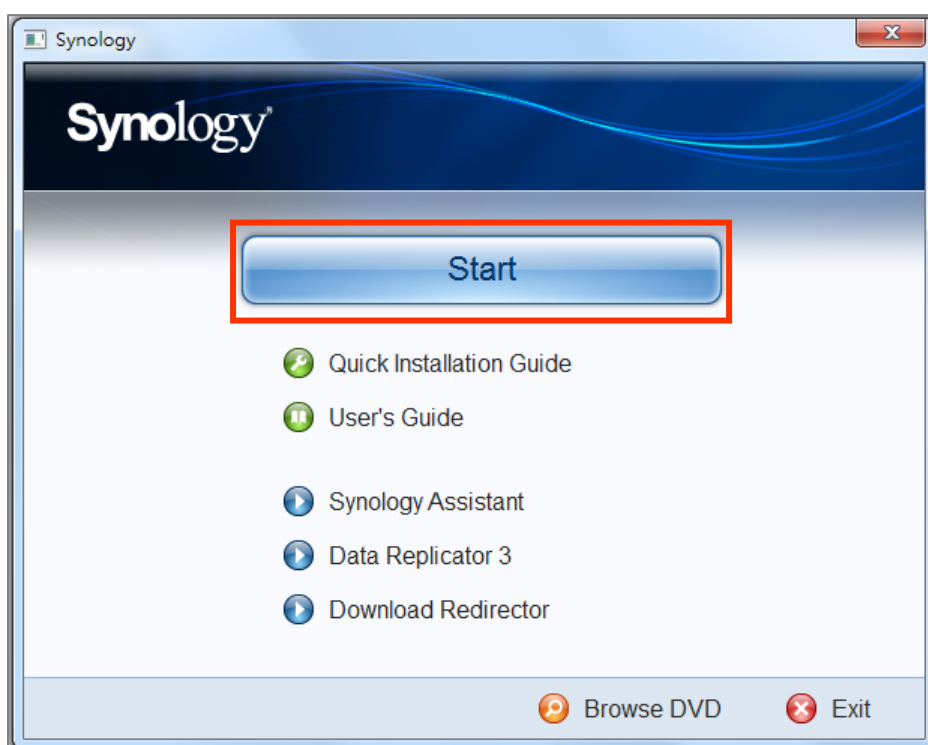 Synology
Synology®
Start
Quick Installation Guide
User's Guide
Synology Assistant
Data Replicator 3
Download Redirector
Browse DVD
Exit